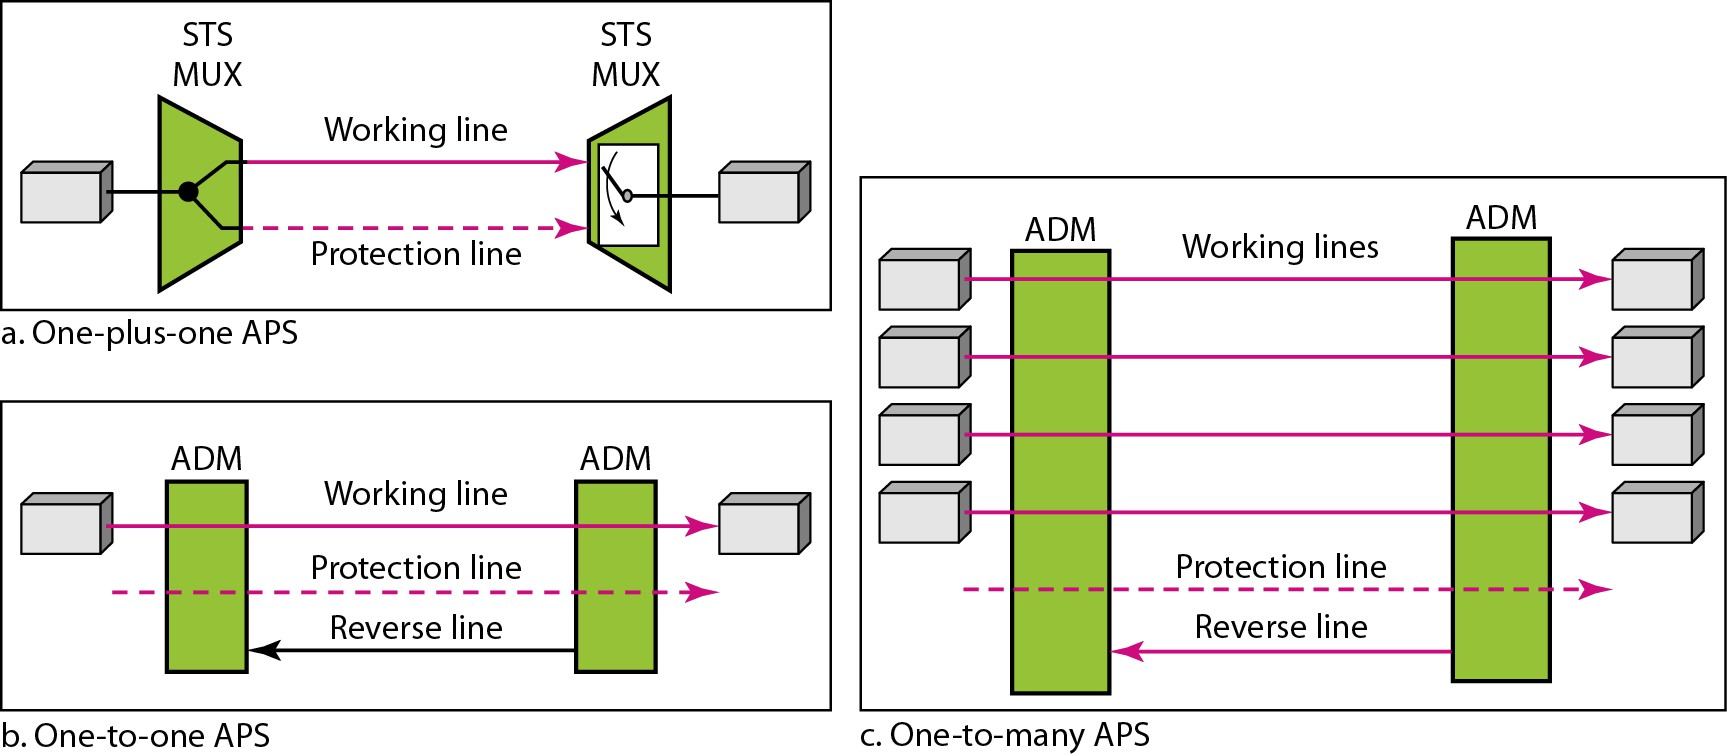 STS
MUX
STS
MUX
Working line
Protection line
a. One-plus-one APS
ADM
ADM
Working line
Protection line
Reverse line
b. One-to-one APS
ADM
ADM
Working lines
Protection line
Reverse line
c. One-to-many APS